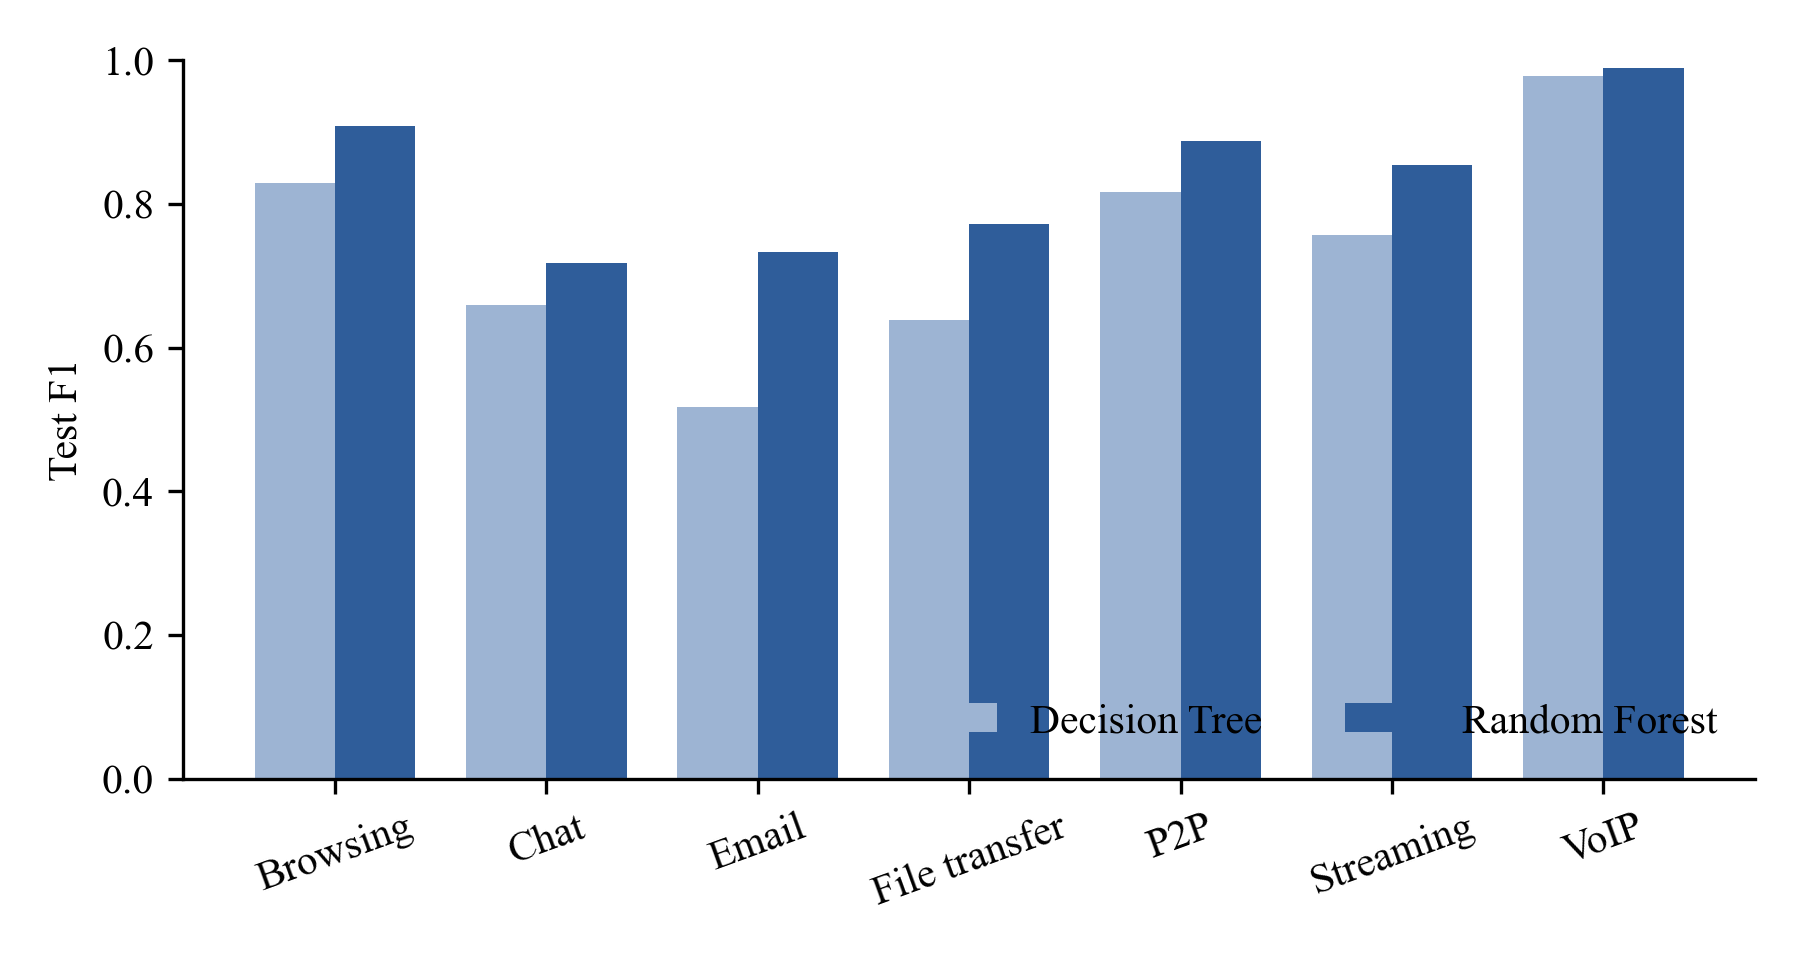 Test F1
1.0
0.8
0.6
0.4
0.2
0.0
Decision Tree
Random Forest
Browsing
Chat
Email
File transfer
P2P
Streaming
VoIP